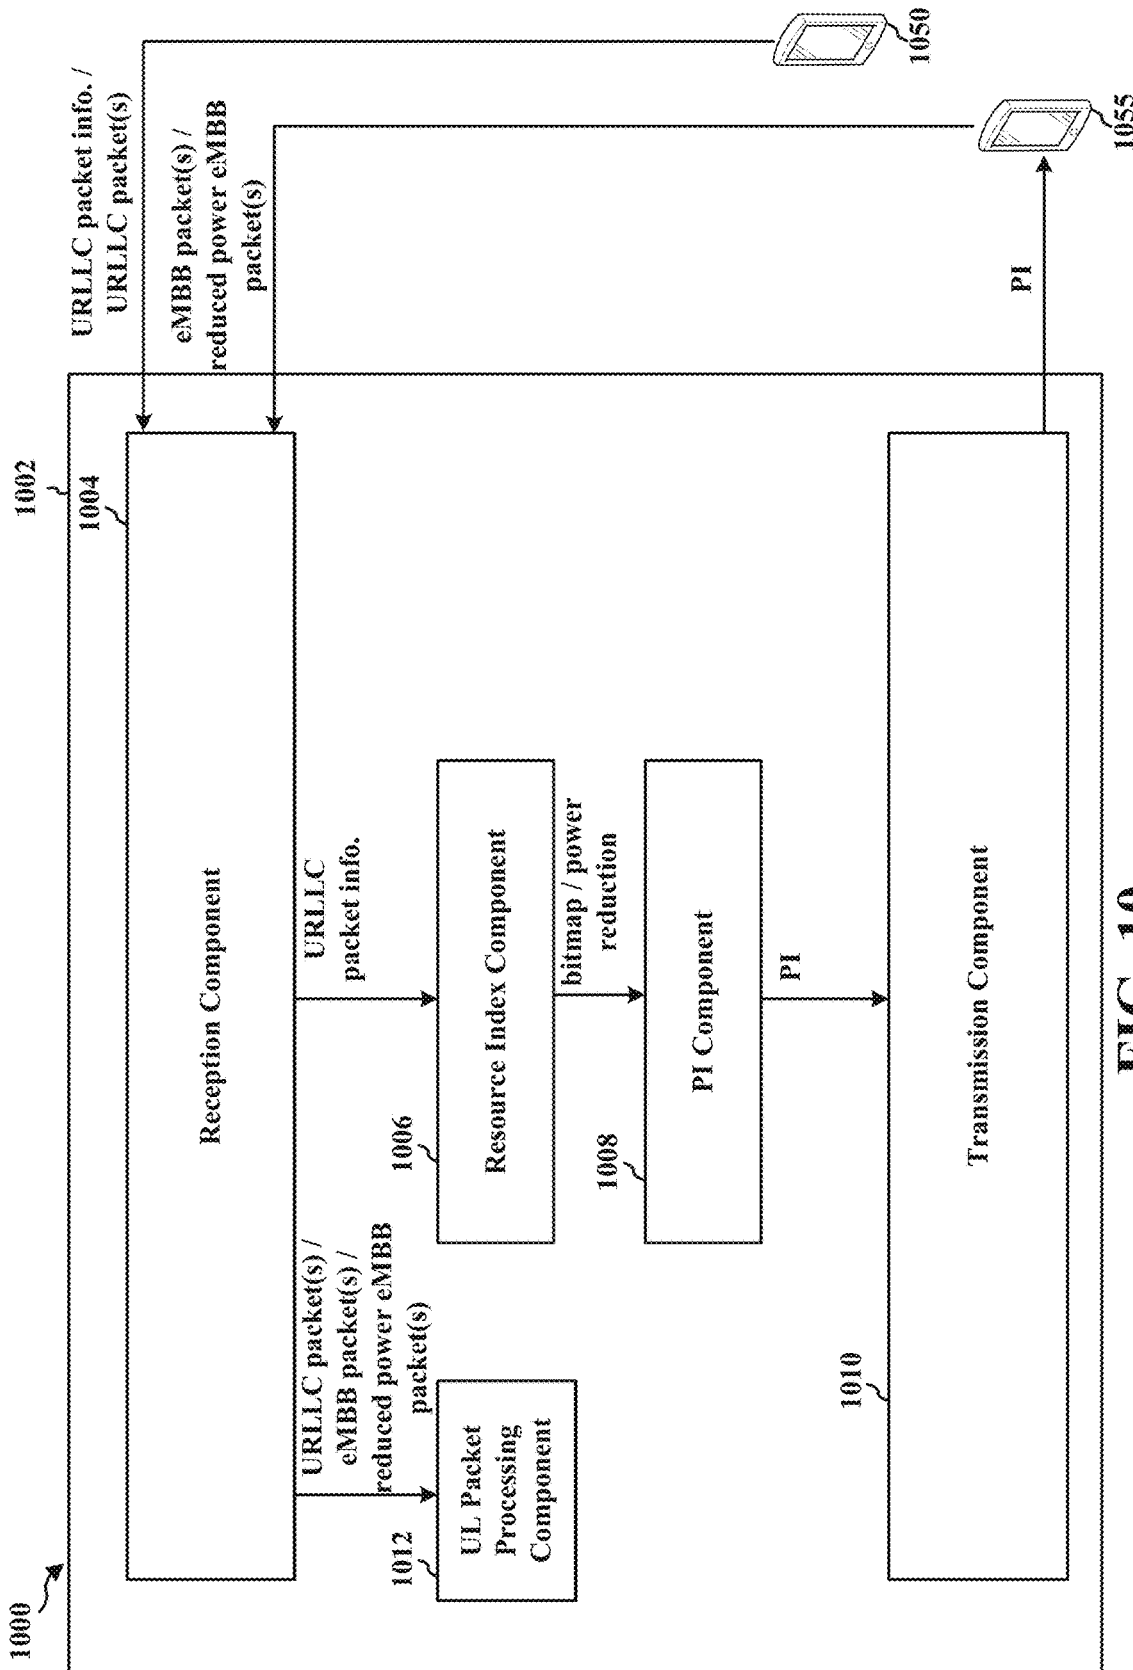 1000
1002
1004
Reception Component
URLLC packet info. /
URLLC packet(s)
eMBB packet(s) /
reduced power eMBB
packet(s)
1050
1055
URLLC packet(s) /
eMBB packet(s) /
reduced power eMBB
packet(s)
URLLC
packet info.
1012
UL Packet
Processing
Component
1006
Resource Index Component
bitmap / power
reduction
1008
PI Component
PI
1010
Transmission Component
PI
FIG. 10